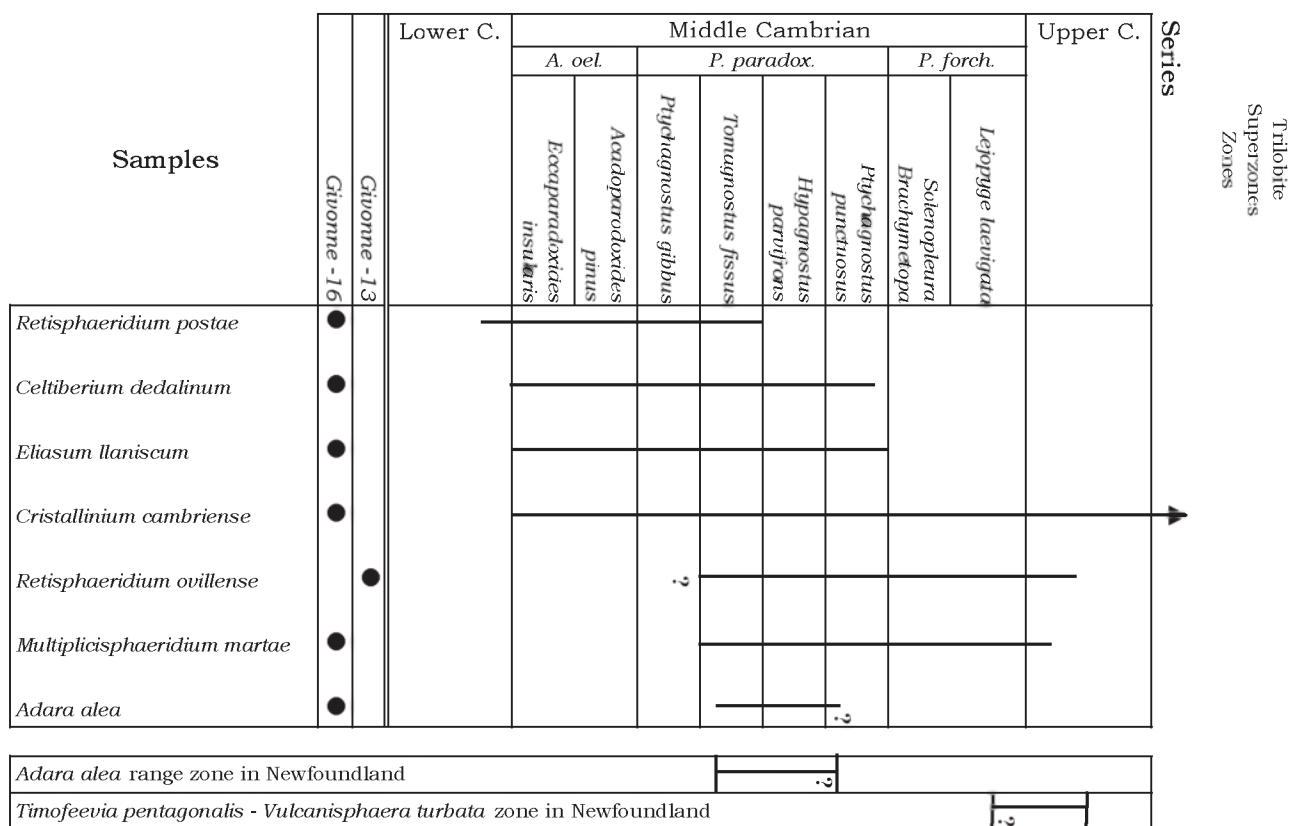 Lower C.
Middle Cambrian
Upper C.
Series
A. oel.
P. paradox.
P. forch.
Trilobite
Superzones
Zones
Samples
Givonne -16
Givonne -13
Eccaparadoxides
insularis
Acadoparodoxides
pinus
Ptychagnostus gibbus
Tomagnostus fissus
Hypagnostus
parvifrons
Ptychagnostus
punctuosus
Solenopleura
Brachymetopa
Lejopyge laevigata
Retisphaeridium postae
Celtiberium dedalinum
Eliasum llaniscum
Cristallinium cambriense
Retisphaeridium ovillense
?
Multiplicisphaeridium martae
Adara alea
?
Adara alea range zone in Newfoundland
?
Timofeevia pentagonalis - Vulcanisphaera turbata zone in Newfoundland
?